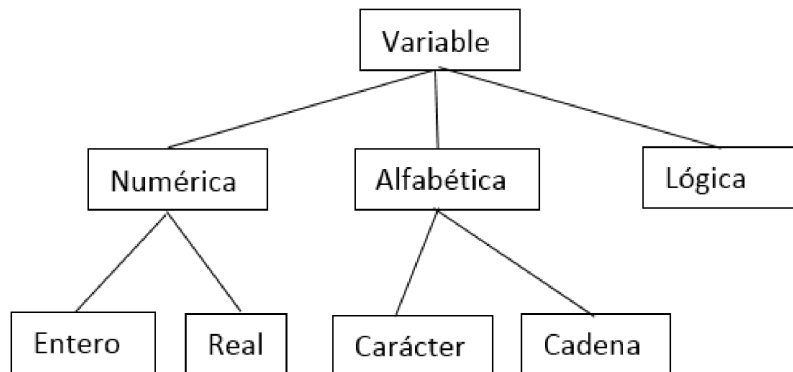 Variable
Numérica
Alfabética
Lógica
Entero
Real
Carácter
Cadena